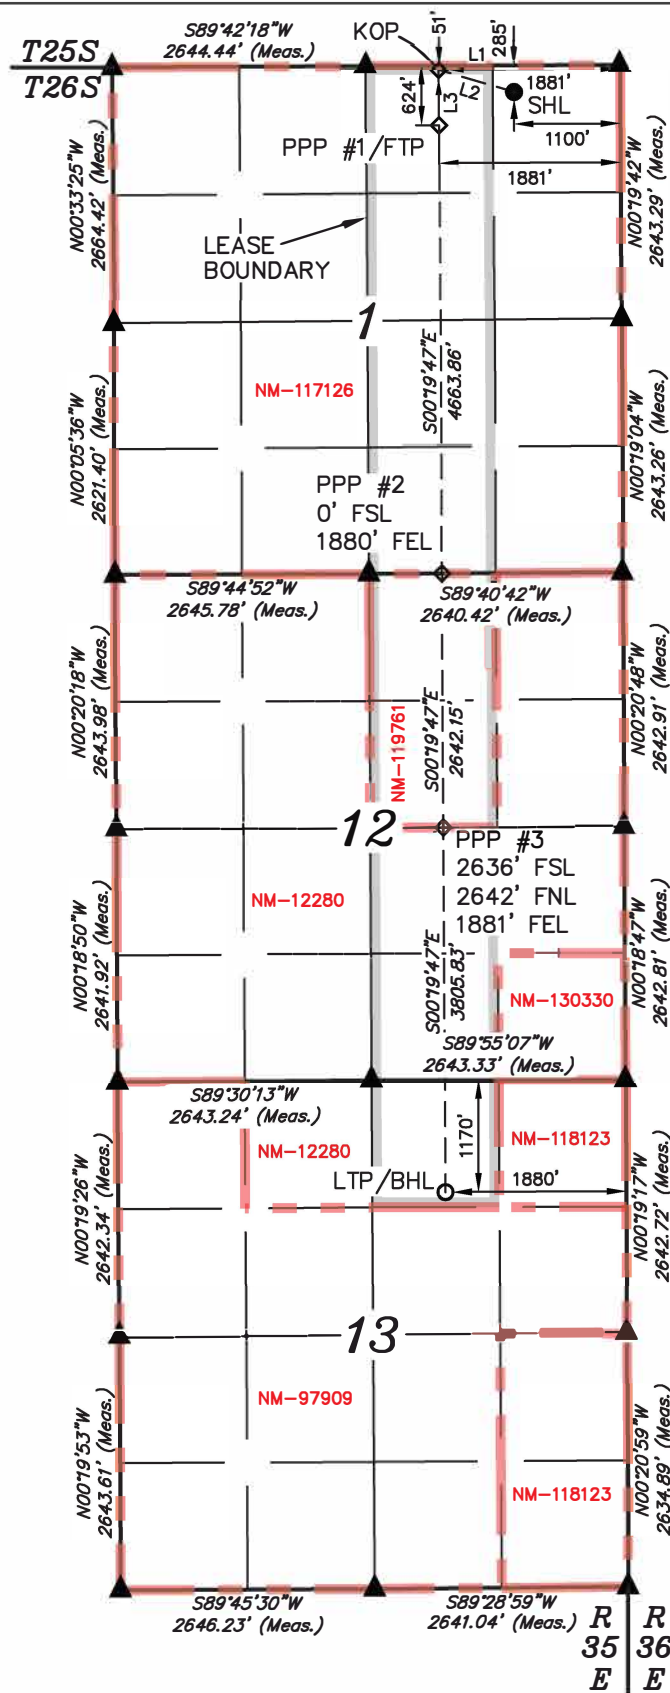 S89°42'18"W
2644.44' (Meas.)
KOP
51'
285'
L1
T25S
T26S
624'
L3
L2
1881'
SHL
1100'
PPP #1/FTP
1881'
N00°33'25"W
2664.42' (Meas.)
N00°19'42"W
2643.29' (Meas.)
LEASE
BOUNDARY
1
S00°19'47"E
4663.86'
NM-117126
N00°05'36"W
2621.40' (Meas.)
N00°19'04"W
2643.26' (Meas.)
PPP #2
0' FSL
1880' FEL
S89°44'52"W
2645.78' (Meas.)
S89°40'42"W
2640.42' (Meas.)
N00°20'18"W
2643.98' (Meas.)
NM-119761
S00°19'47"E
2642.15'
N00°20'48"W
2642.91' (Meas.)
12
PPP #3
2636' FSL
2642' FNL
1881' FEL
NM-12280
N00°18'50"W
2641.92' (Meas.)
S00°19'47"E
3805.83'
N00°18'47"W
2642.81' (Meas.)
NM-130330
S89°55'07"W
2643.33' (Meas.)
S89°30'13"W
2643.24' (Meas.)
NM-12280
1170'
NM-118123
LTP/BHL
1880'
N00°19'26"W
2642.34' (Meas.)
N00°19'17"W
2642.72' (Meas.)
13
NM-97909
N00°19'53"W
2643.61' (Meas.)
N00°20'59"W
2634.89' (Meas.)
NM-118123
S89°45'30"W
2646.23' (Meas.)
S89°28'59"W
2641.04' (Meas.)
R R
35 36
E E